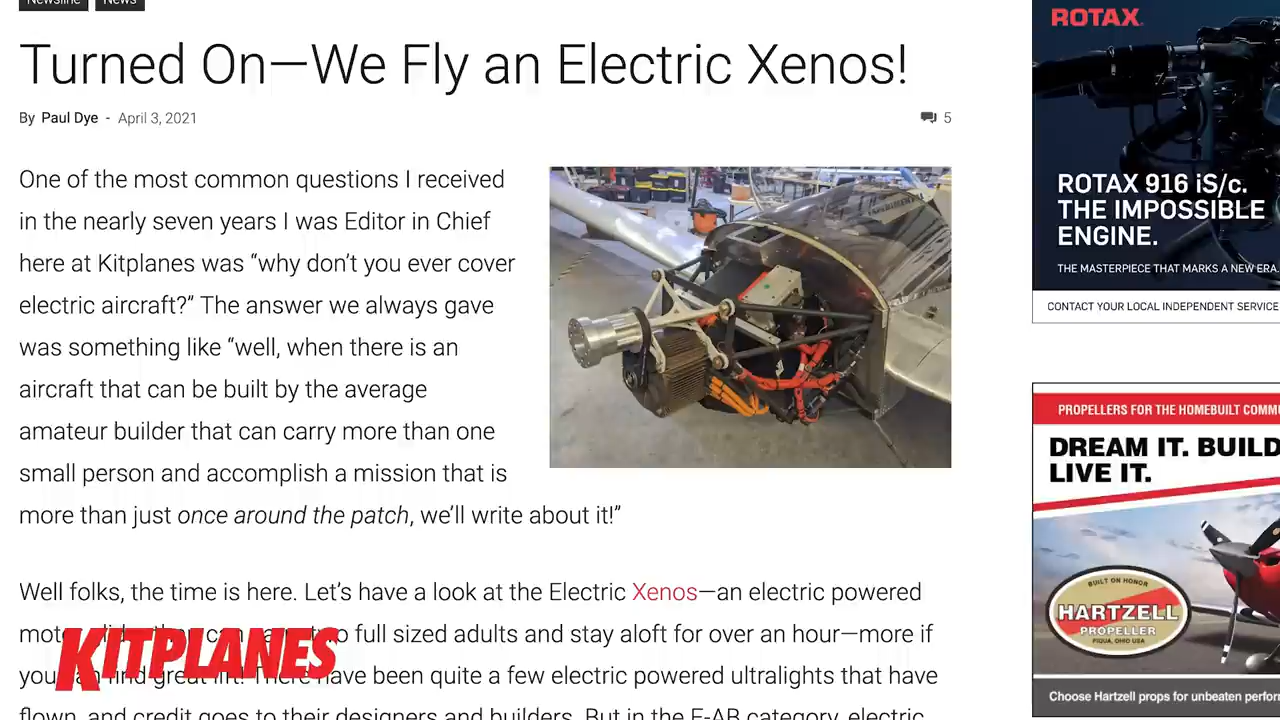 Newsline News
Turned On—We Fly an Electric Xenos!
By Paul Dye - April 3, 2021
5
One of the most common questions I received
in the nearly seven years I was Editor in Chief
here at Kitplanes was “why don’t you ever cover
electric aircraft?” The answer we always gave
was something like “well, when there is an
aircraft that can be built by the average
amateur builder that can carry more than one
small person and accomplish a mission that is
more than just once around the patch, we’ll write about it!”
Well folks, the time is here. Let’s have a look at the Electric Xenos—an electric powered
full sized adults and stay aloft for over an hour—more if
you can find great lift! There have been quite a few electric powered ultralights that have
flown, and credit goes to their designers and builders. But in the E-AB category, electric
KITPLANES
ROTAX
ROTAX 916 iS/c.
THE IMPOSSIBLE
ENGINE.
THE MASTERPIECE THAT MARKS A NEW ERA.
CONTACT YOUR LOCAL INDEPENDENT SERVICE
PROPELLERS FOR THE HOMEBUILT COMM
DREAM IT. BUILD
LIVE IT.
BUILT ON HONOR
HARTZELL
PROPELLER
PIQUA, OHIO USA
Choose Hartzell props for unbeaten perfor